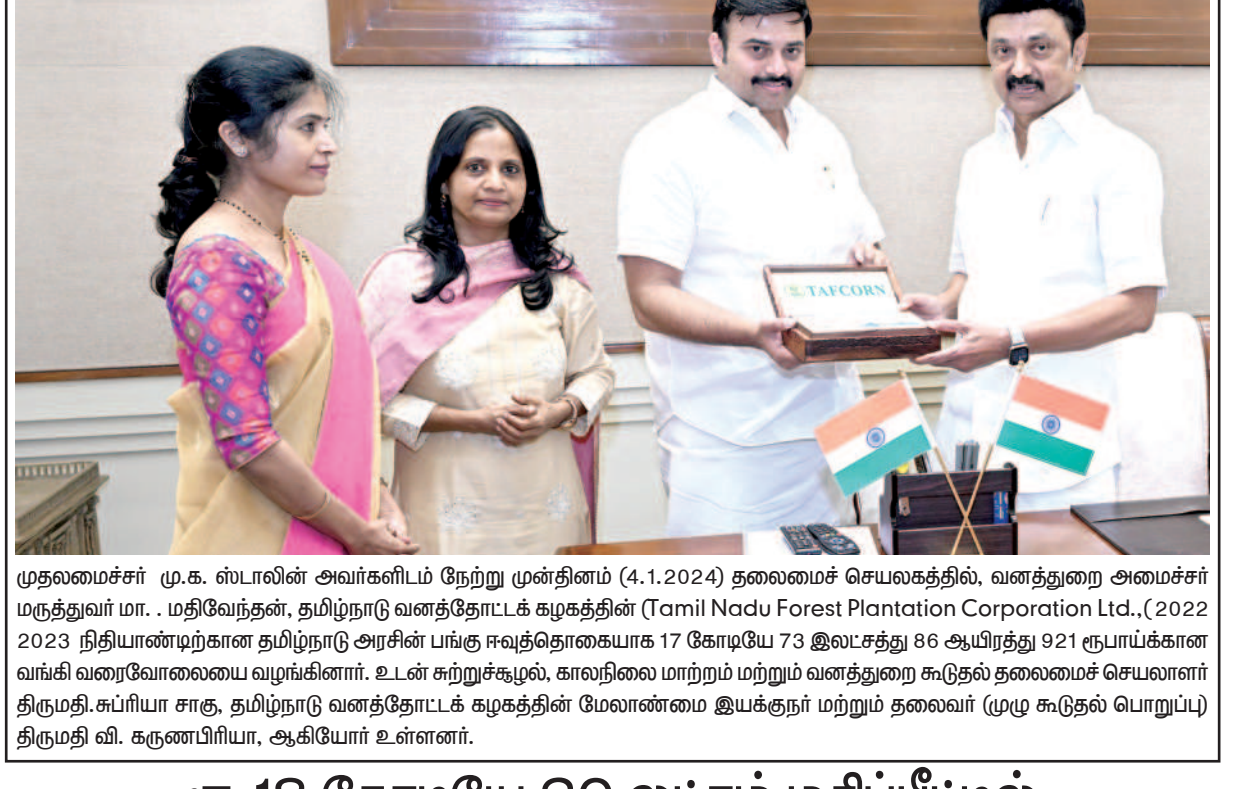 TAFCORN
முதலமைச்சர் மு.க. ஸ்டாலின் அவர்களிடம் நேற்று முன்தினம் (4.1.2024) தலைமைச் செயலகத்தில், வனத்துறை அமைச்சர்
மருத்துவர் மா. . மதிவேந்தன், தமிழ்நாடு வனத்தோட்டக் கழகத்தின் (Tamil Nadu Forest Plantation Corporation Ltd.,(2022
2023 நிதியாண்டிற்கான தமிழ்நாடு அரசின் பங்கு ஈவுத்தொகையாக 17 கோடியே 73 இலட்சத்து 86 ஆயிரத்து 921 ரூபாய்க்கான
வங்கி வரைவோலையை வழங்கினார். உடன் சுற்றுச்சூழல், காலநிலை மாற்றம் மற்றும் வனத்துறை கூடுதல் தலைமைச் செயலாளர்
திருமதி.சுப்ரியா சாகு, தமிழ்நாடு வனத்தோட்டக் கழகத்தின் மேலாண்மை இயக்குநர் மற்றும் தலைவர் (முழு கூடுதல் பொறுப்பு)
திருமதி வி. கருணபிரியா, ஆகியோர் உள்ளனர்.